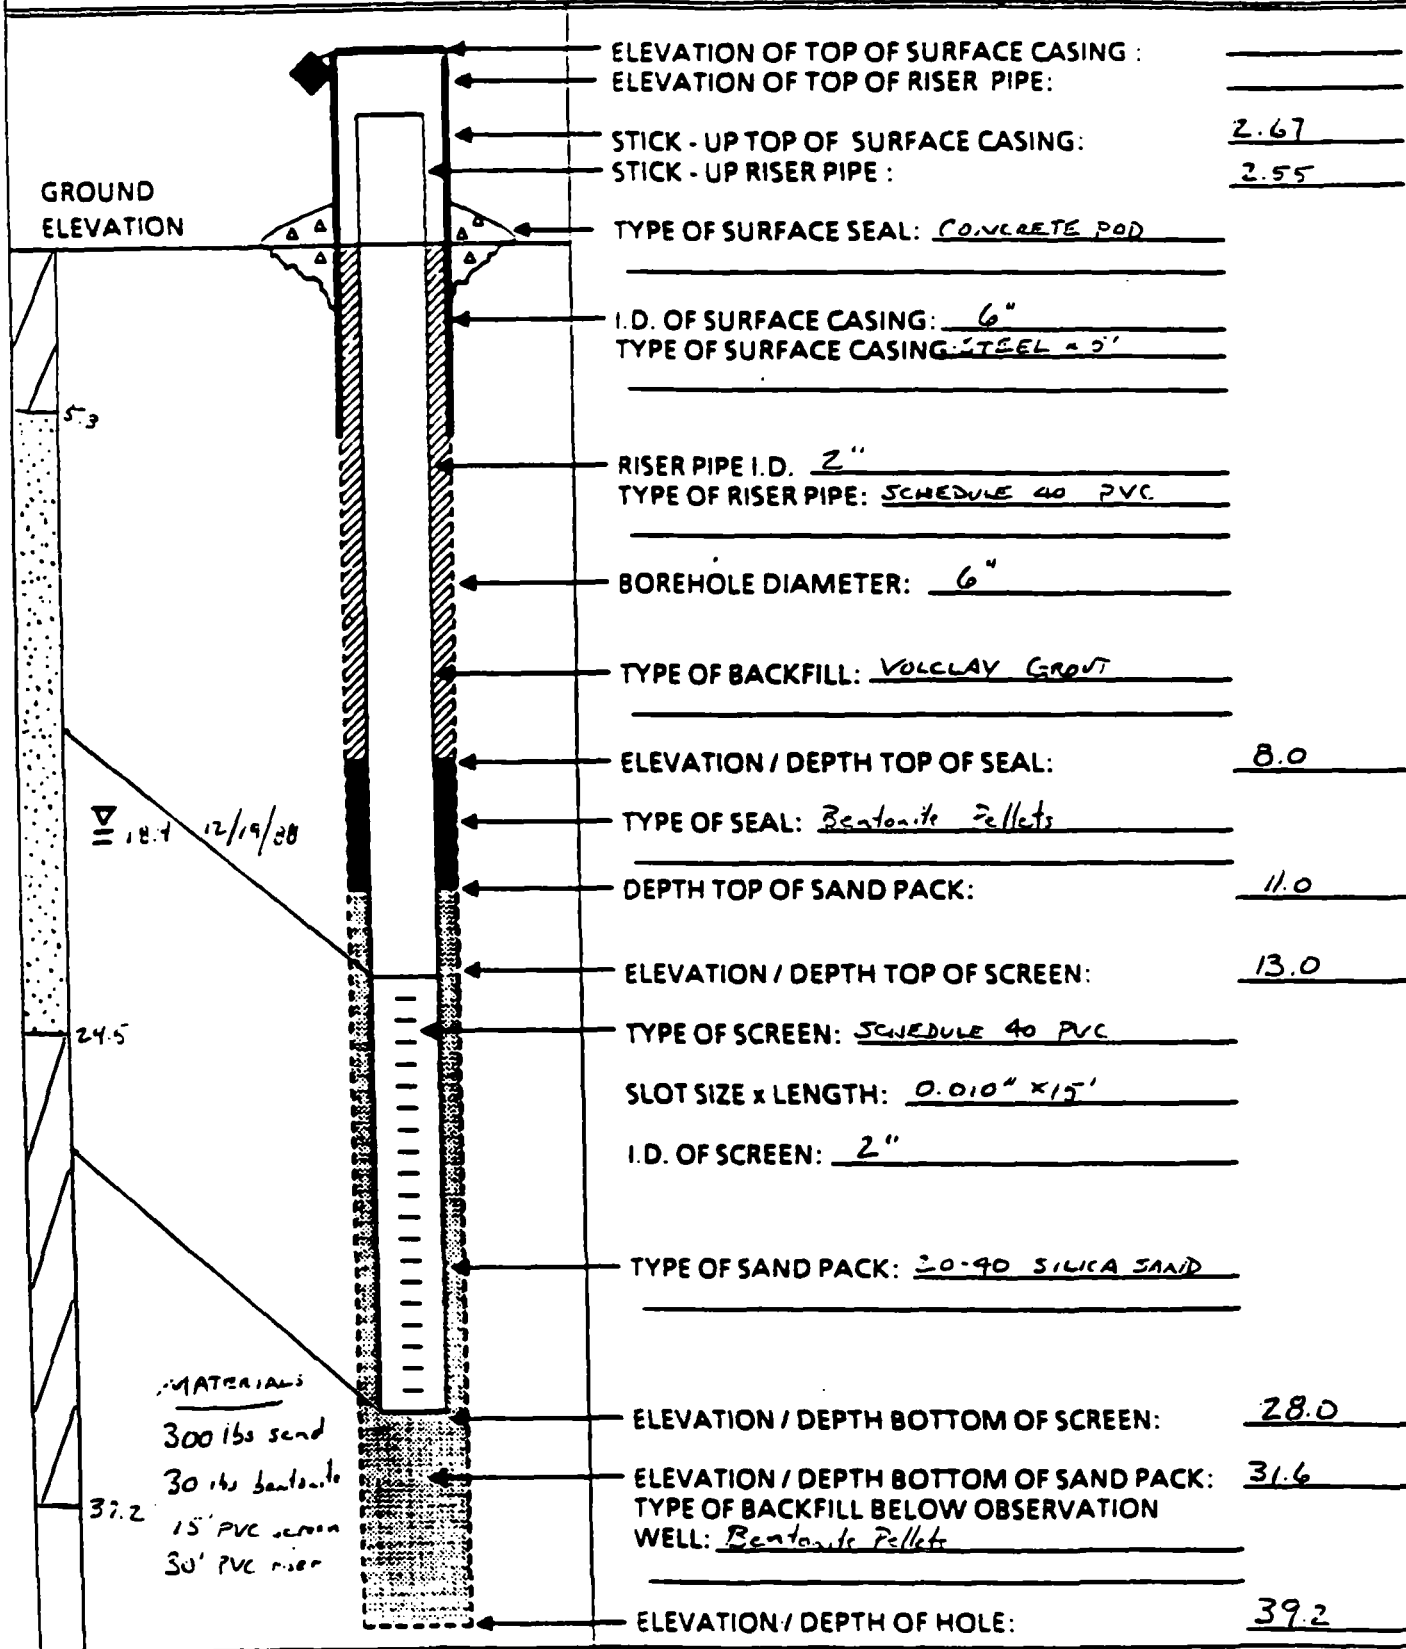 ELEVATION OF TOP OF SURFACE CASING :
ELEVATION OF TOP OF RISER PIPE:
STICK - UP TOP OF SURFACE CASING: 2.67
STICK - UP RISER PIPE : 2.55
GROUND
ELEVATION
TYPE OF SURFACE SEAL: CONCRETE POD
I.D. OF SURFACE CASING: 6"
TYPE OF SURFACE CASING: STEEL
5.3
RISER PIPE I.D. 2"
TYPE OF RISER PIPE: SCHEDULE 40 PVC
BOREHOLE DIAMETER: 6"
TYPE OF BACKFILL: VOLCLAY GROUT
ELEVATION / DEPTH TOP OF SEAL: 8.0
12/19/88
TYPE OF SEAL: Bentonite Pellets
DEPTH TOP OF SAND PACK: 11.0
ELEVATION / DEPTH TOP OF SCREEN: 13.0
24.5
TYPE OF SCREEN: SCHEDULE 40 PVC
SLOT SIZE x LENGTH: 0.010" x 15'
I.D. OF SCREEN: 2"
TYPE OF SAND PACK: 20-40 SILICA SAND
MATERIALS
300 lbs sand
30 lbs bentonite
15' PVC screen
30' PVC riser
ELEVATION / DEPTH BOTTOM OF SCREEN: 28.0
ELEVATION / DEPTH BOTTOM OF SAND PACK: 31.6
TYPE OF BACKFILL BELOW OBSERVATION
WELL: Bentonite Pellets
ELEVATION / DEPTH OF HOLE: 39.2